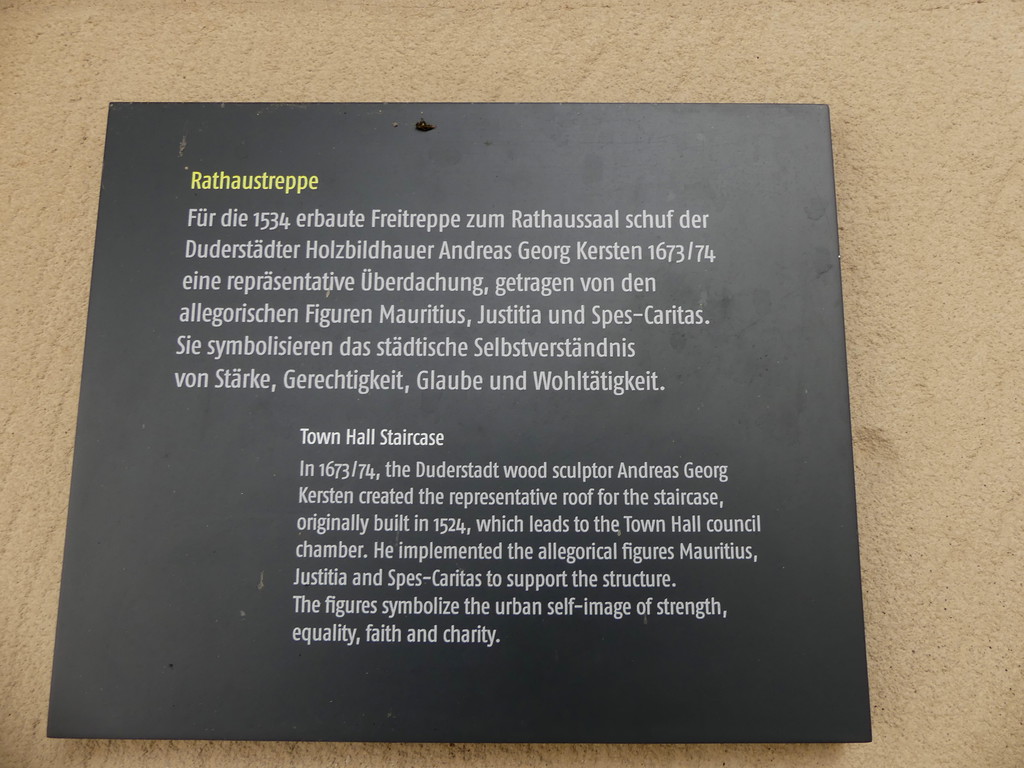 Rathaustreppe
Für die 1534 erbaute Freitreppe zum Rathaussaal schuf der
Duderstädter Holzbildhauer Andreas Georg Kersten 1673/74
eine repräsentative Überdachung, getragen von den
allegorischen Figuren Mauritius, Justitia und Spes-Caritas.
Sie symbolisieren das städtische Selbstverständnis
von Stärke, Gerechtigkeit, Glaube und Wohltätigkeit.
Town Hall Staircase
In 1673/74, the Duderstadt wood sculptor Andreas Georg
Kersten created the representative roof for the staircase,
originally built in 1524, which leads to the Town Hall council
chamber. He implemented the allegorical figures Mauritius,
Justitia and Spes-Caritas to support the structure.
The figures symbolize the urban self-image of strength,
equality, faith and charity.